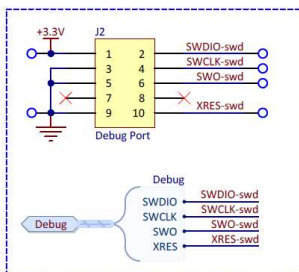 +3.3V
J2
1 2 SWDIO-swd
3 4 SWCLK-swd
5 6 SWO-swd
7 8
9 10 XRES-swd
Debug Port
Debug
SWDIO SWDIO-swd
SWCLK SWCLK-swd
Debug
SWO SWO-swd
XRES XRES-swd